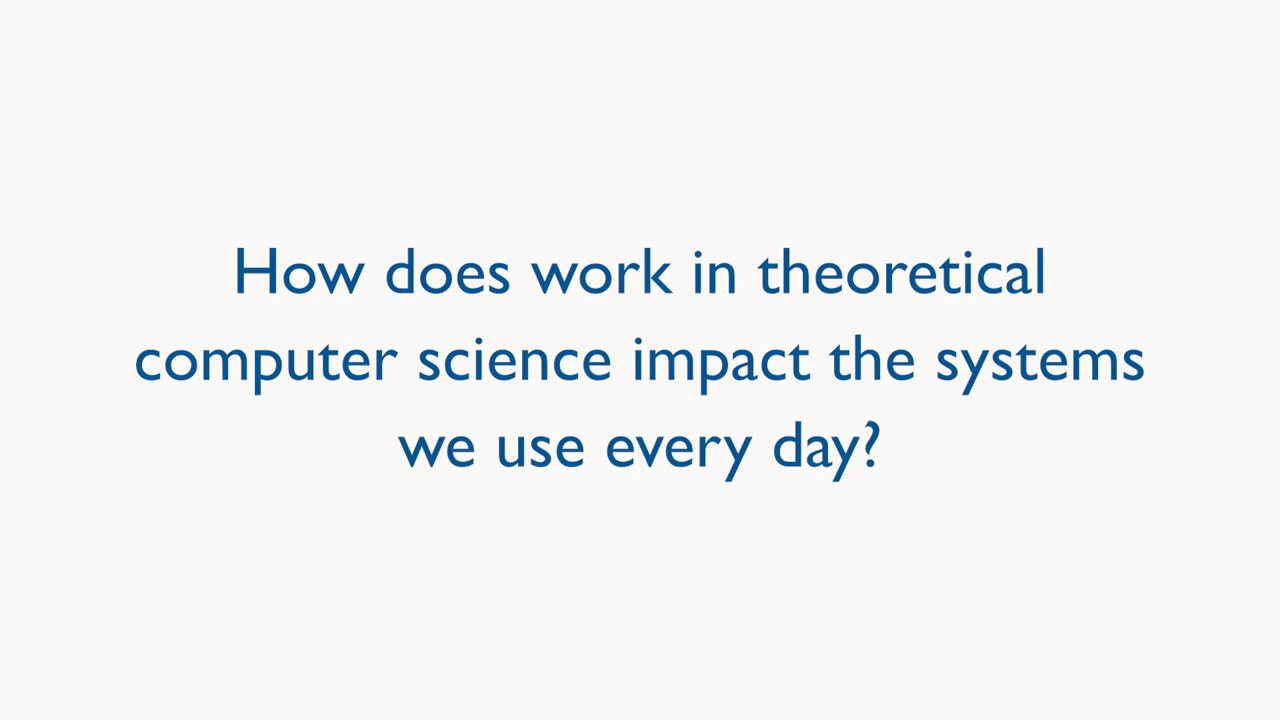 How does work in theoretical
computer science impact the systems
we use every day?